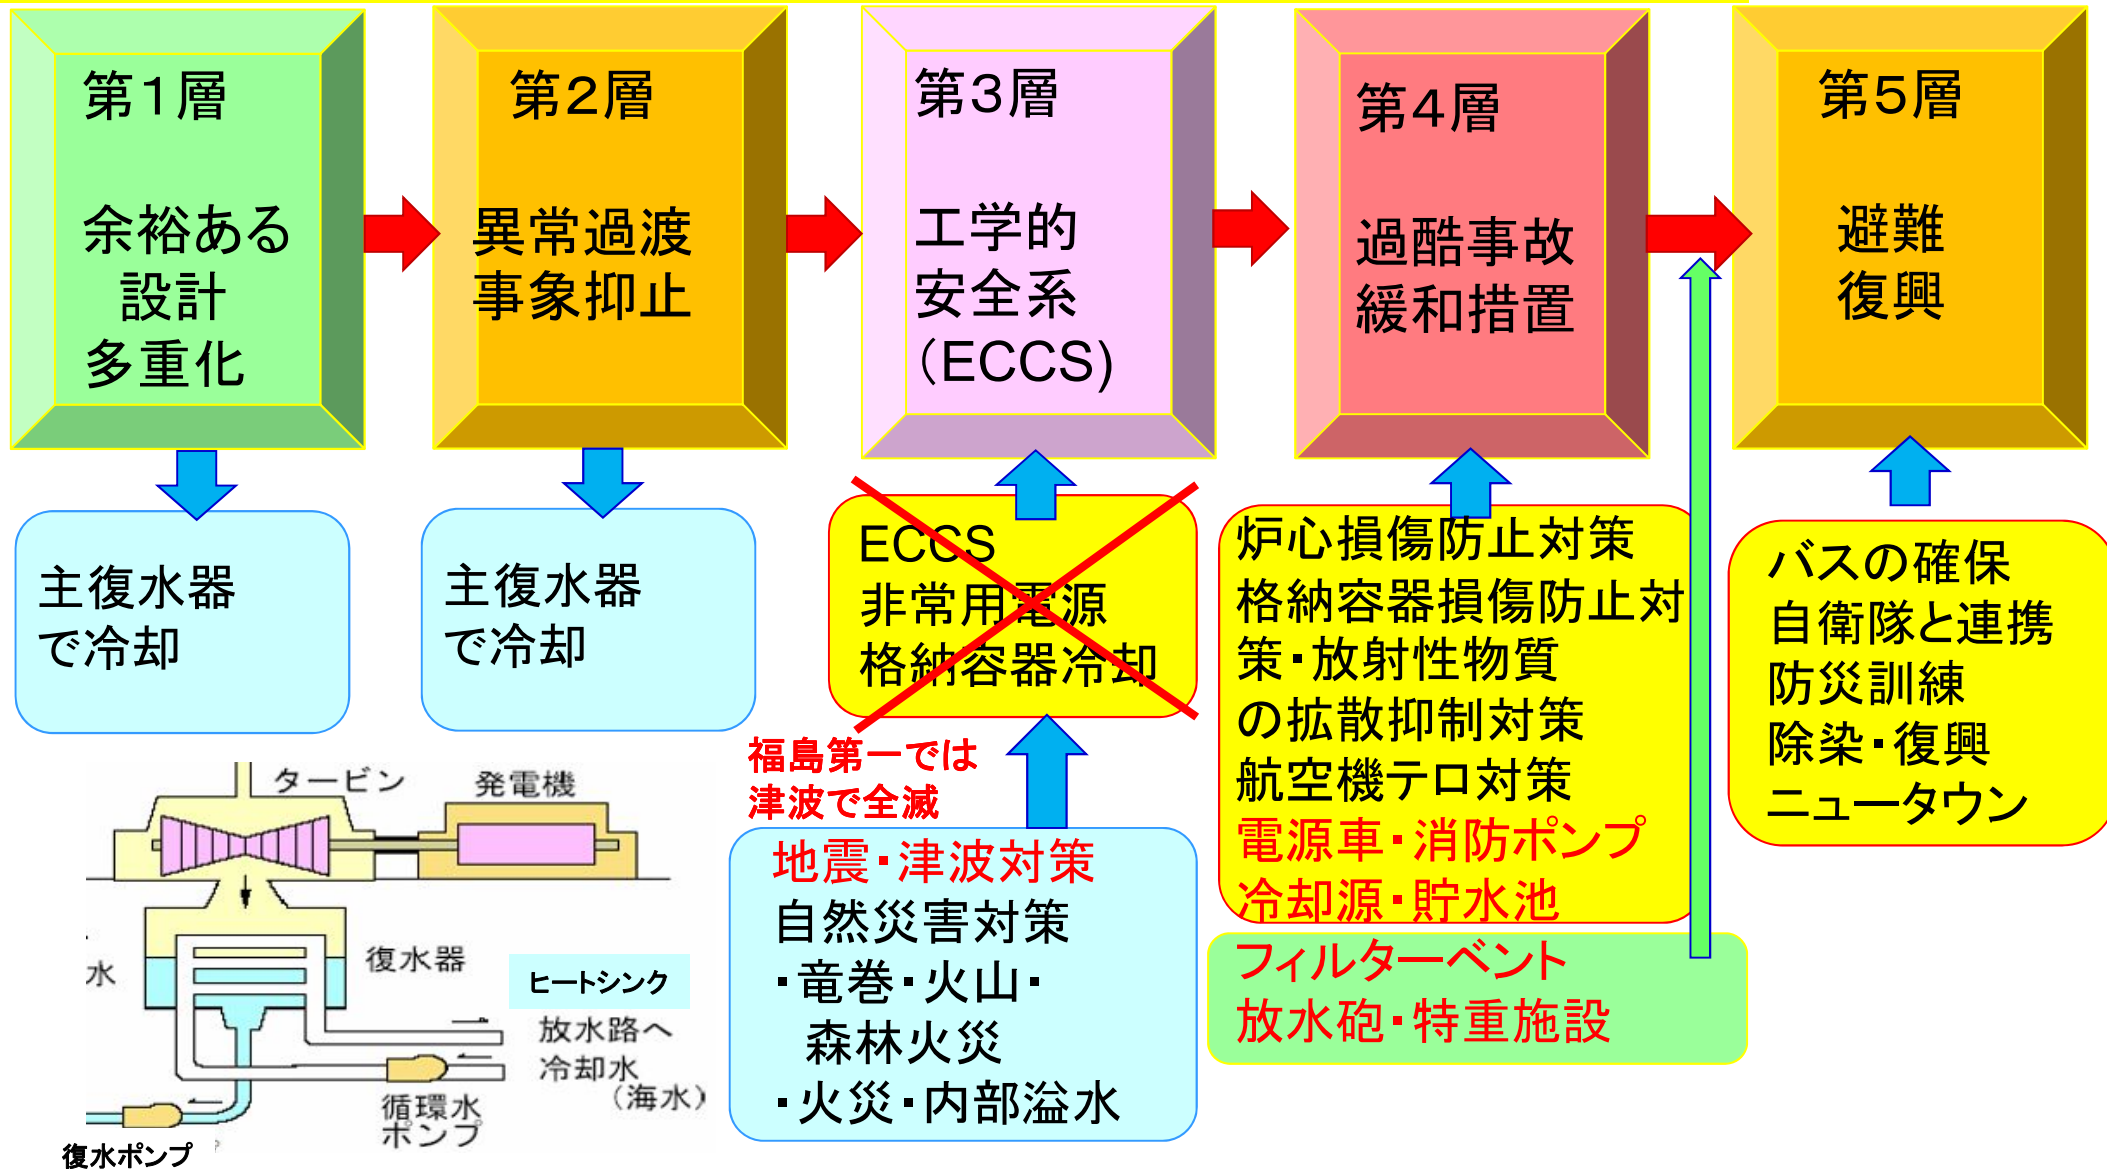 第1層
余裕ある
設計
多重化
第2層
異常過渡
事象抑止
第3層
工学的
安全系
(ECCS)
第4層
過酷事故
緩和措置
第5層
避難
復興
主復水器
で冷却
主復水器
で冷却
ECCS
非常用電源
格納容器冷却
福島第一では
津波で全滅
地震・津波対策
自然災害対策
・竜巻・火山・
森林火災
・火災・内部溢水
炉心損傷防止対策
格納容器損傷防止対
策・放射性物質
の拡散抑制対策
航空機テロ対策
電源車・消防ポンプ
冷却源・貯水池
フィルターベント
放水砲・特重施設
バスの確保
自衛隊と連携
防災訓練
除染・復興
ニュータウン
タービン
発電機
水
復水器
ヒートシンク
放水路へ
冷却水
(海水)
循環水
ポンプ
復水ポンプ